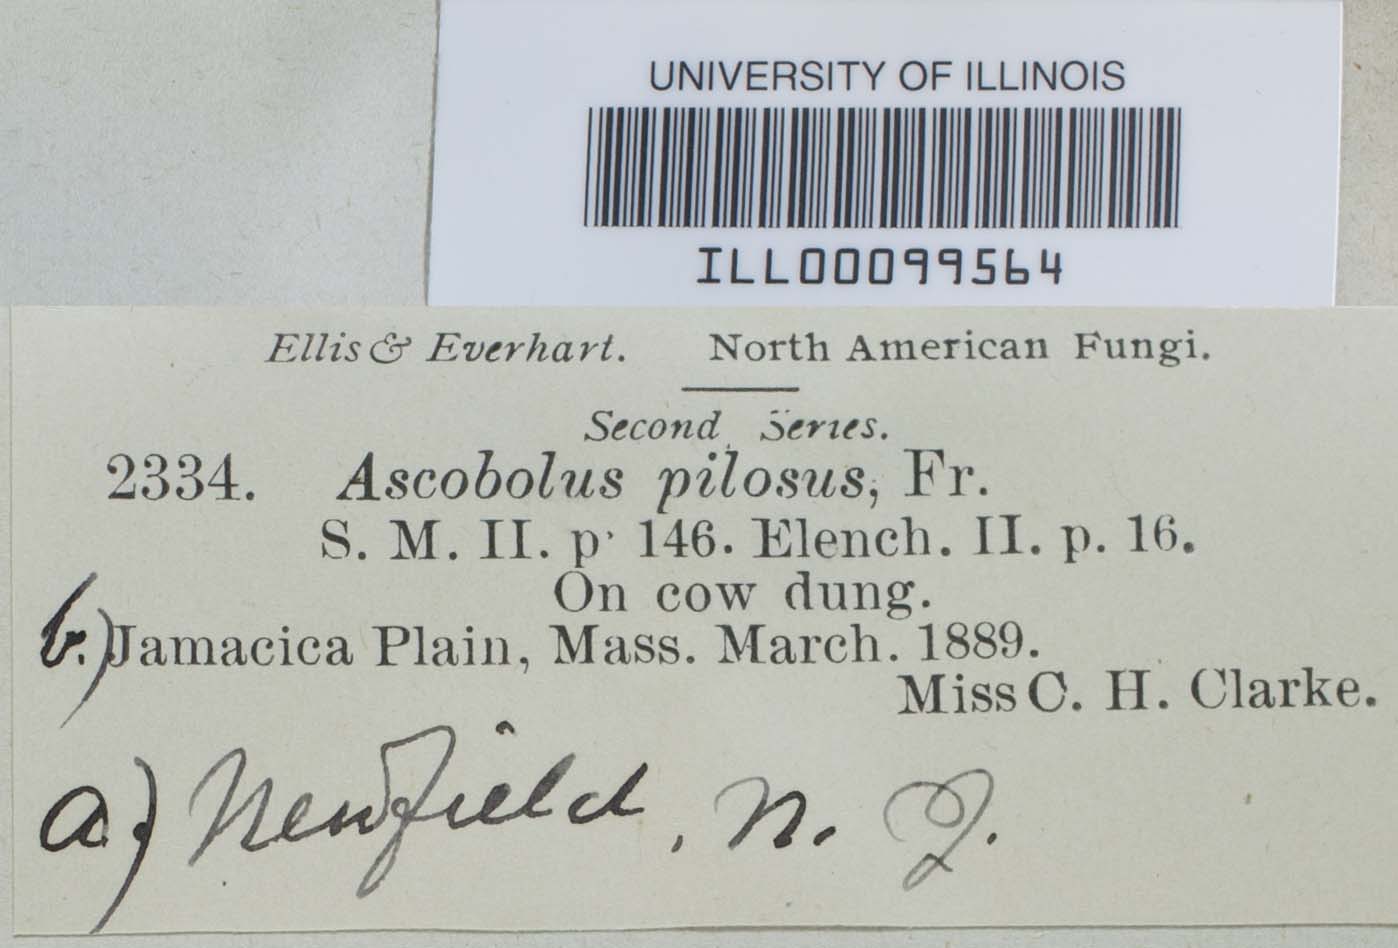 UNIVERSITY OF ILLINOIS
ILL00099564
Ellis & Everhart. North American Fungi.
Second Series.
2334. Ascobolus pilosus, Fr.
S. M. II. p. 146. Elench. II. p. 16.
On cow dung.
b.) Jamacica Plain, Mass. March. 1889.
Miss C. H. Clarke.
a.) Newfield, N. J.